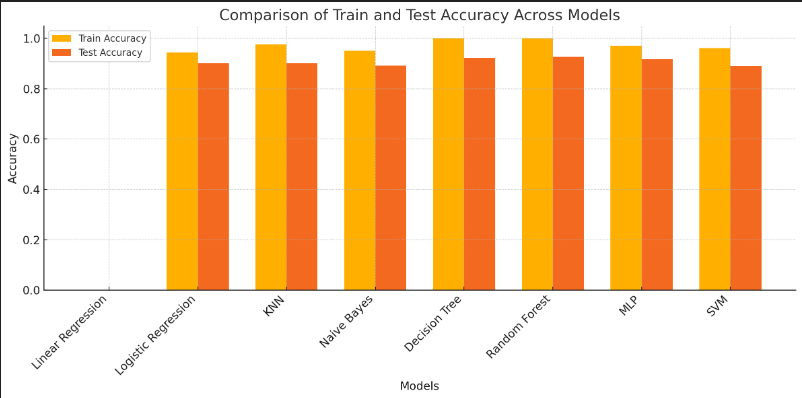 Comparison of Train and Test Accuracy Across Models
Train Accuracy
Test Accuracy
1.0
0.8
0.6
0.4
0.2
0.0
Accuracy
Linear Regression
Logistic Regression
KNN
Naive Bayes
Decision Tree
Random Forest
MLP
SVM
Models